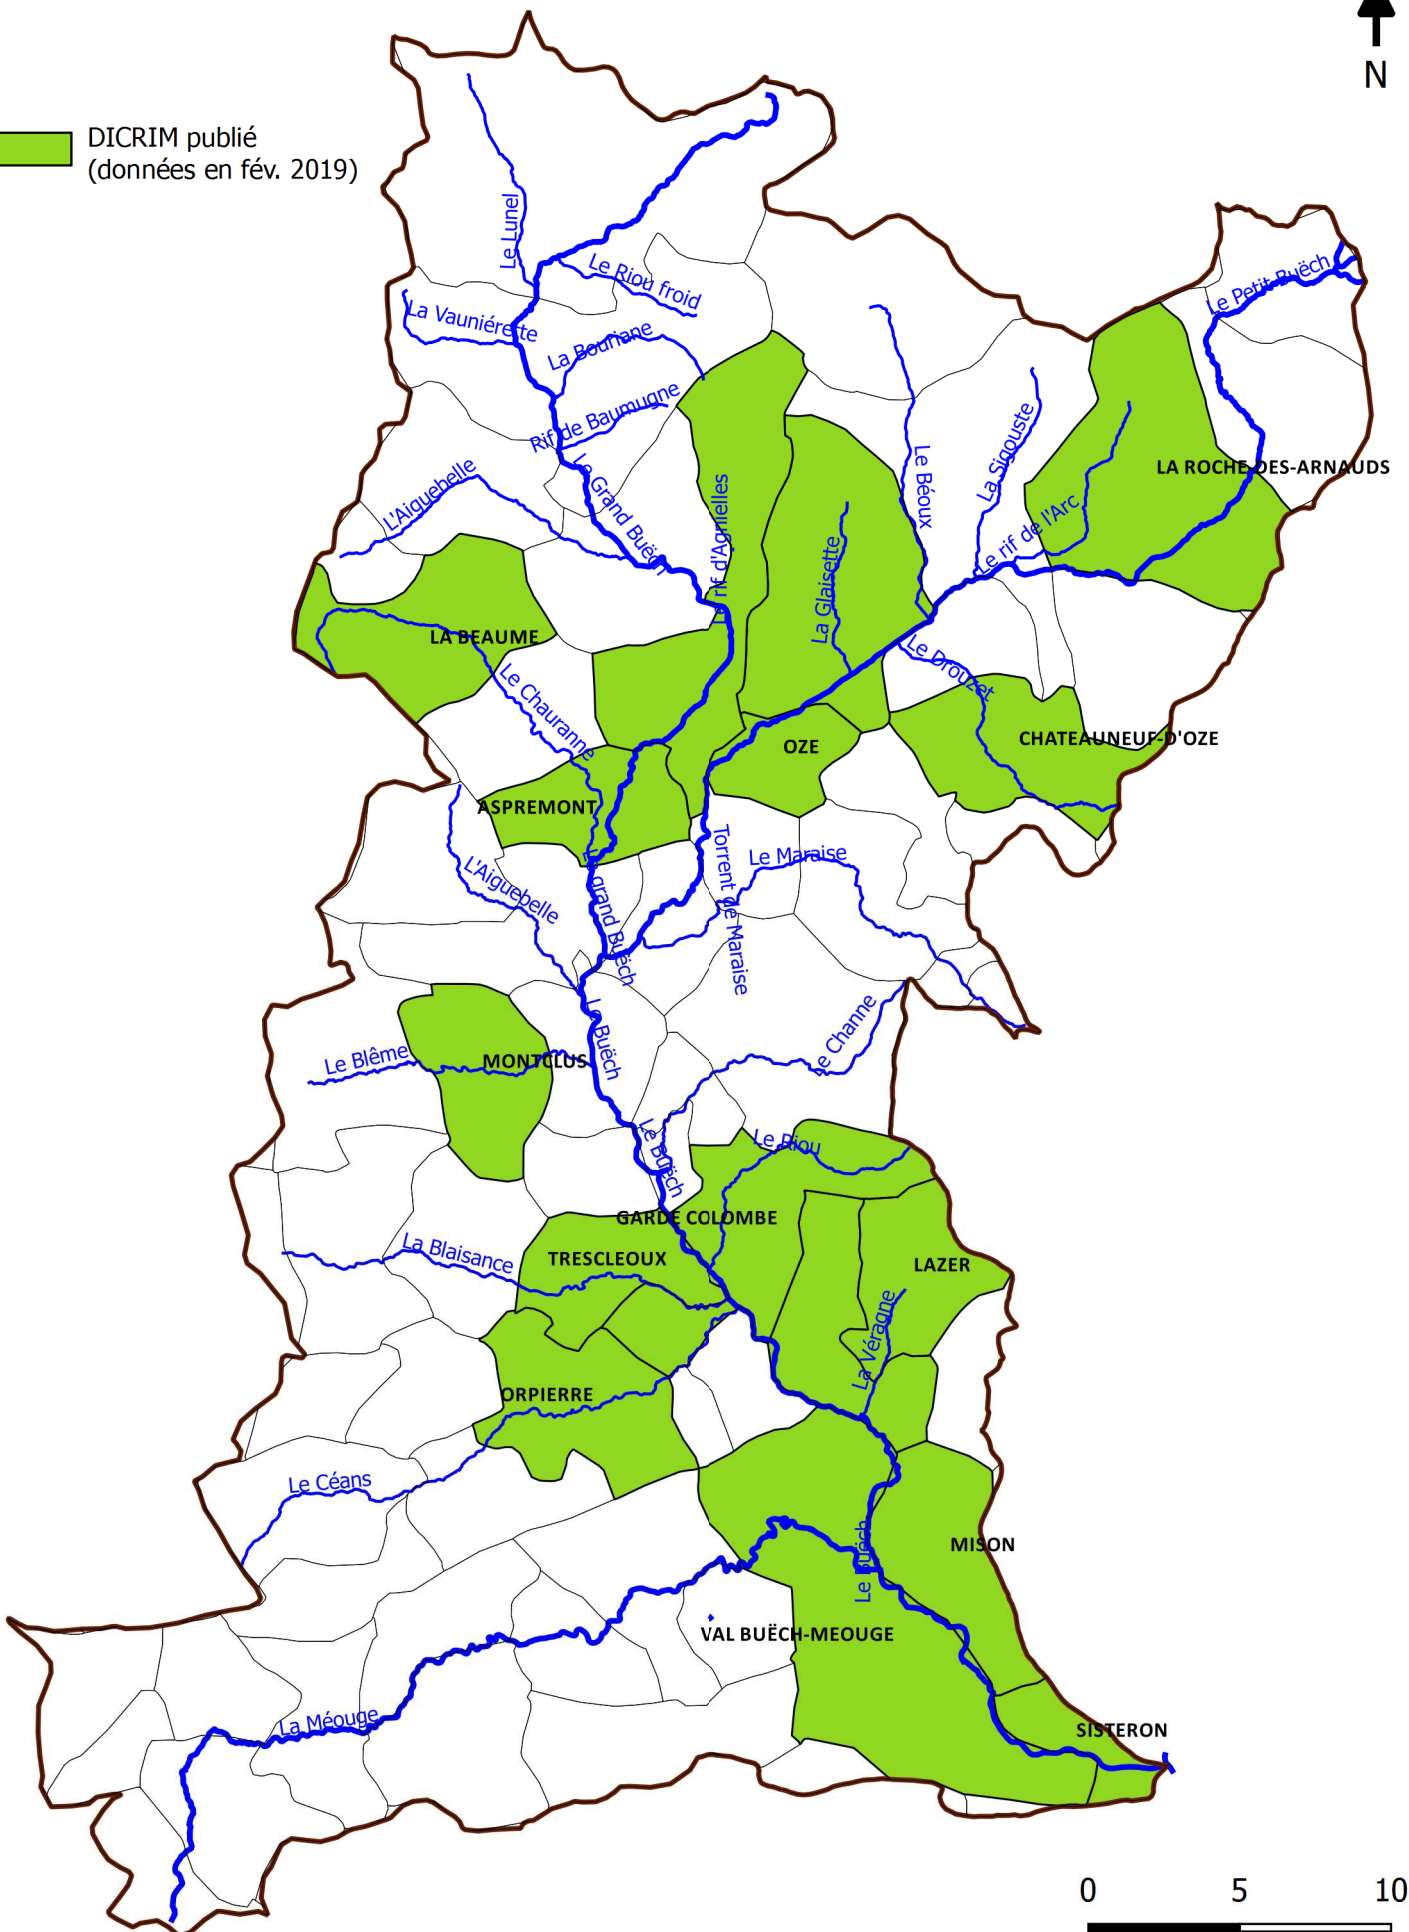 N
DICRIM publié
(données en fév. 2019)
Le Lunel
Le Riou froid
Le Petit Buëch
La Vauniérette
La Bouriane
Rif de Baumugne
L'Aiguebelle
Le Grand Buëch
Le rif d'Agnielles
Le Béoux
La Sigouste
LA ROCHE-DES-ARNAUDS
Le rif de l'Arc
La Glaisette
LA BEAUME
Le Chauranne
Le Drouzet
CHATEAUNEUF-D'OZE
OZE
ASPREMONT
L'Aiguebelle
Le grand Buëch
Torrent de Maraise
Le Maraise
Le Buëch
Le Channe
Le Blême
MONTCLUS
Le Buëch
Le Riou
GARDE COLOMBE
La Blaisance
TRESCLEOUX
LAZER
La Véragne
ORPIERRE
Le Céans
Le Buëch
MISON
VAL BUËCH-MEOUGE
La Méouge
SISTERON
0 5 10